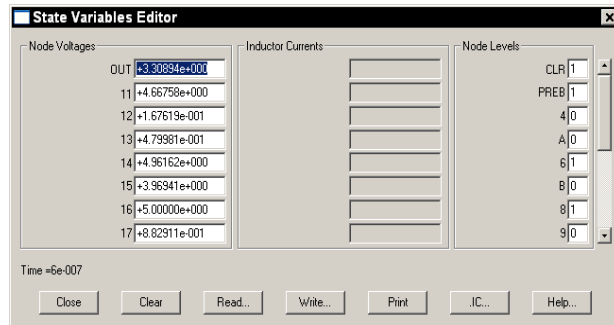 State Variables Editor
Node Voltages Inductor Currents Node Levels
OUT +3.30894e+000 CLR 1
11 +4.66758e+000 PREB 1
12 +1.67619e-001 4 0
13 +4.79981e-001 A 0
14 +4.96162e+000 6 1
15 +3.96941e+000 B 0
16 +5.00000e+000 8 1
17 +8.82911e-001 9 0
Time =6e-007
Close Clear Read... Write... Print .IC... Help...